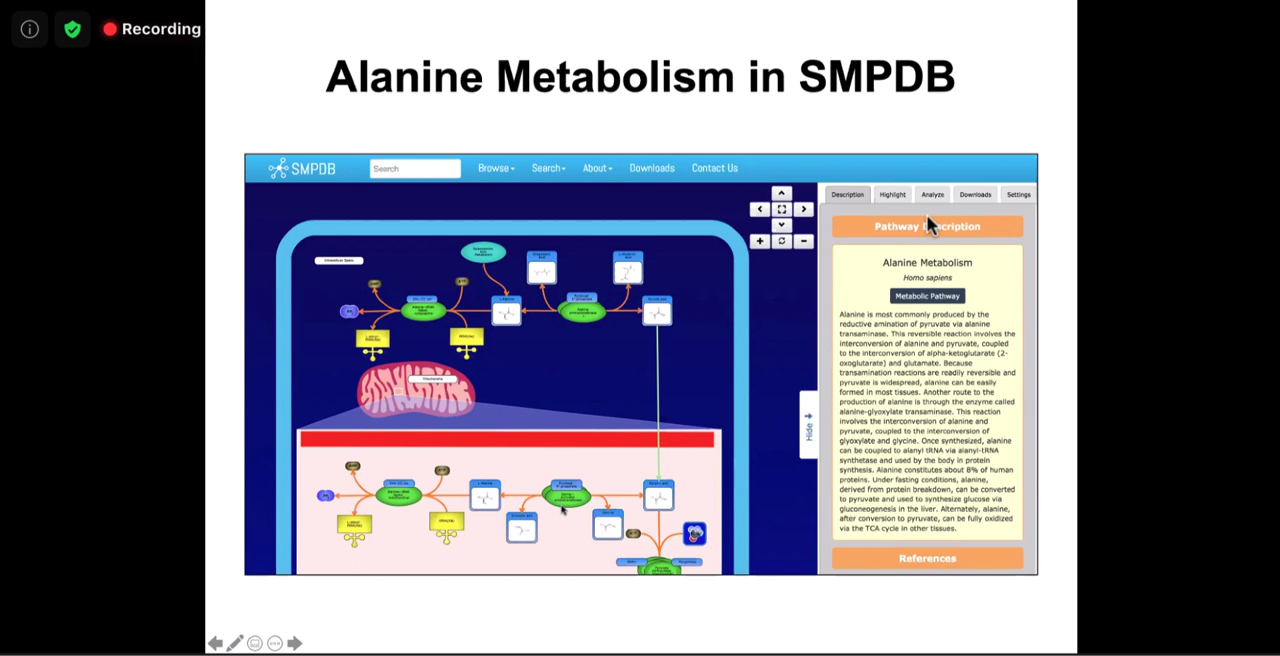 Recording
Alanine Metabolism in SMPDB
SMPDB
Search
Browse
Search
About
Downloads
Contact Us
Description
Highlight
Analyze
Downloads
Settings
Pathway
Alanine Metabolism
Homo sapiens
Metabolic Pathway
Alanine is most commonly produced by the
reductive amination of pyruvate via alanine
transaminase. This reversible reaction involves the
interconversion of alanine and pyruvate, coupled
to the interconversion of alpha-ketoglutarate (2-
oxoglutarate) and glutamate. Because
transamination reactions are readily reversible and
pyruvate is widespread, alanine can be easily
formed in most tissues. Another route to the
production of alanine is through the enzyme called
alanine-glyoxylate transaminase. This reaction
involves the interconversion of alanine and
pyruvate, coupled to the interconversion of
glyoxylate and glycine. Once synthesized, alanine
can be coupled to alanyl tRNA via alanyl-tRNA
synthetase and used by the body in protein
synthesis. Alanine constitutes about 8% of human
proteins. Under fasting conditions, alanine,
derived from protein breakdown, can be converted
to pyruvate and used to synthesize glucose via
gluconeogenesis in the liver. Alternately, alanine,
after conversion to pyruvate, can be fully oxidized
via the TCA cycle in other tissues.
References
Hide